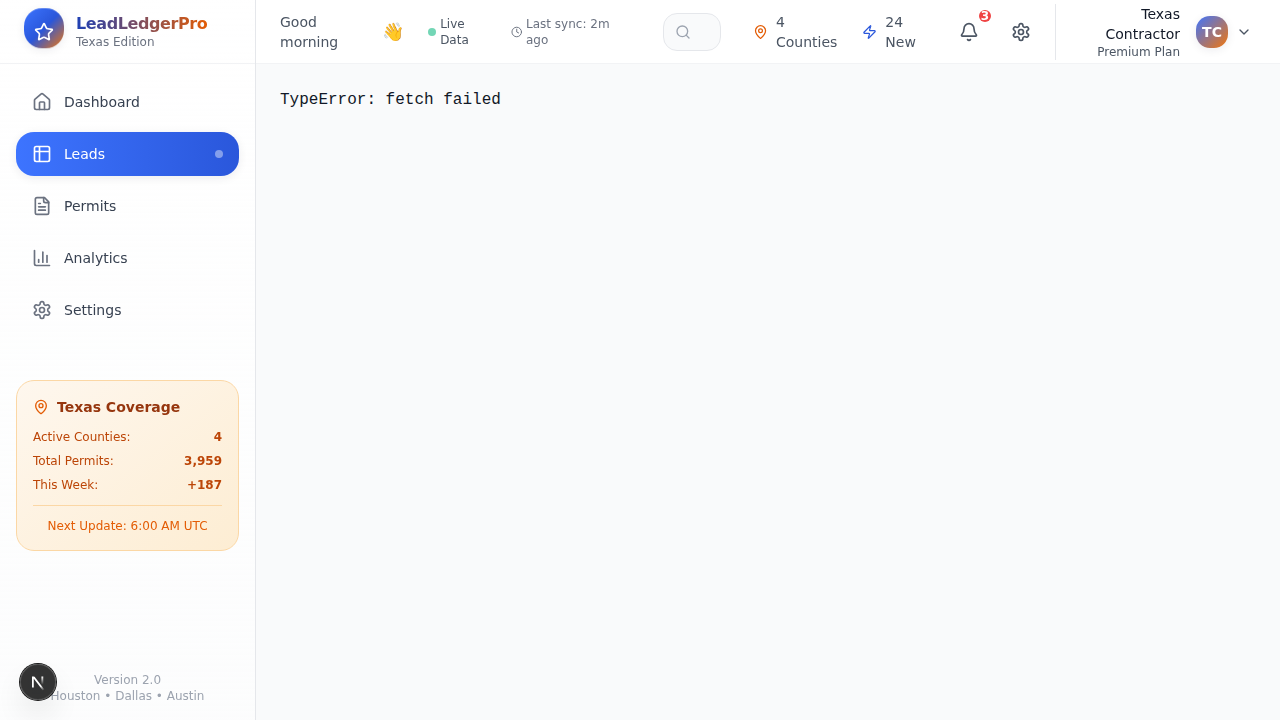 LeadLedgerPro
Texas Edition
Good
morning
👋
Live
Data
Last sync: 2m
ago
4
Counties
24
New
3
Texas
Contractor
Premium Plan
TC
Dashboard
Leads
Permits
Analytics
Settings
Texas Coverage
Active Counties: 4
Total Permits: 3,959
This Week: +187
Next Update: 6:00 AM UTC
N
Version 2.0
Houston • Dallas • Austin
TypeError: fetch failed